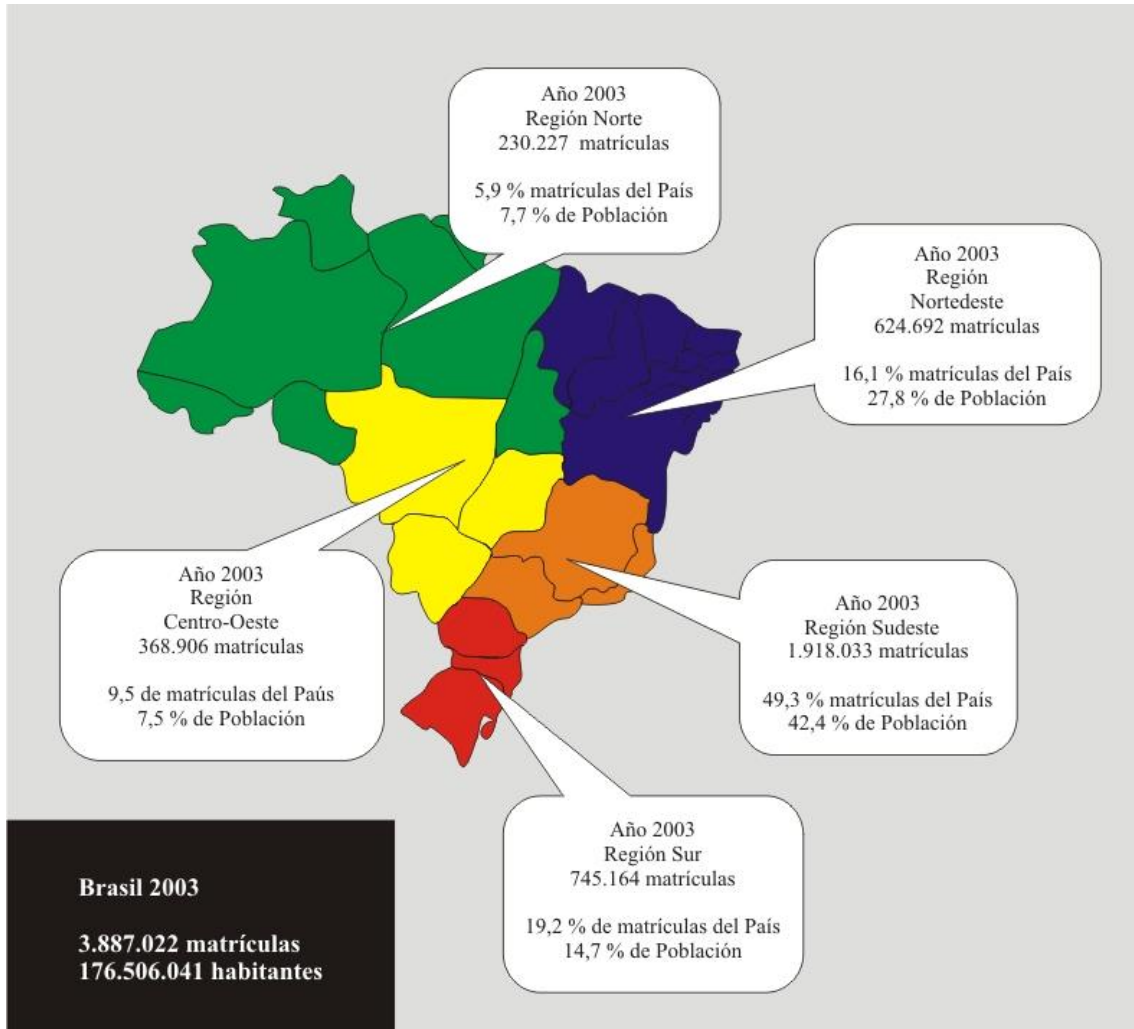 Año 2003
Región Norte
230.227 matrículas
5,9 % matrículas del País
7,7 % de Población
Año 2003
Región
Nortedeste
624.692 matrículas
16,1 % matrículas del País
27,8 % de Población
Año 2003
Región
Centro-Oeste
368.906 matrículas
9,5 de matrículas del Paús
7,5 % de Población
Año 2003
Región Sudeste
1.918.033 matrículas
49,3 % matrículas del País
42,4 % de Población
Año 2003
Región Sur
745.164 matrículas
19,2 % de matrículas del País
14,7 % de Población
Brasil 2003
3.887.022 matrículas
176.506.041 habitantes